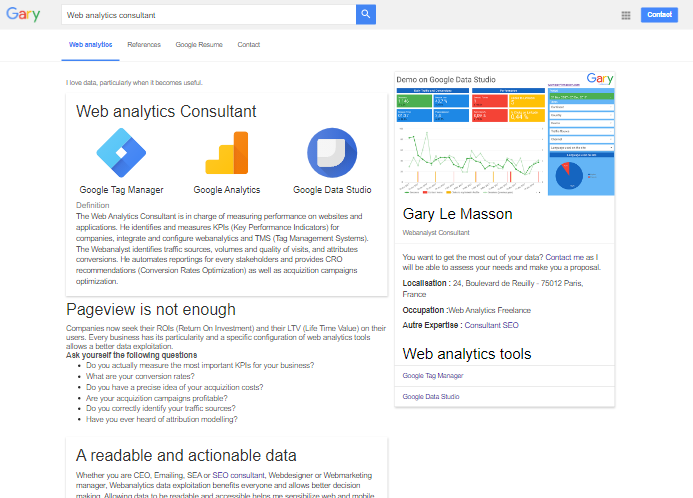 Gary
Web analytics consultant
Contact
Web analytics
References
Google Resume
Contact
I love data, particularly when it becomes useful.
Web analytics Consultant
Google Tag Manager
Google Analytics
Google Data Studio
Definition
The Web Analytics Consultant is in charge of measuring performance on websites and
applications. He identifies and measures KPIs (Key Performance Indicators) for
companies, integrate and configure webanalytics and TMS (Tag Management Systems).
The Webanalyst identifies traffic sources, volumes and quality of visits, and attributes
conversions. He automates reportings for every stakeholders and provides CRO
recommendations (Conversion Rates Optimization) as well as acquizition campaigns
optimization.
Pageview is not enough
Companies now seek their ROIs (Return On Investment) and their LTV (Life Time Value) on their
users. Every business has its particularity and a specific configuration of web analytics tools
allows a better data exploitation.
Ask yourself the following questions
Do you actually measure the most important KPIs for your business?
What are your conversion rates?
Do you have a precise idea of your acquizition costs?
Are your acquization campaigns profitable?
Do you correctly identify your traffic sources?
Have you ever heard of attribution modelling?
A readable and actionable data
Whether you are CEO, Emailing, SEA or SEO consultant, Webdesigner or Webmarketing
manager, Webanalytics data exploitation benefits everyone and allows better decision
making. Allowing data to be readable and accessible helps me sensibilize web and mobile
Demo on Google Data Studio
Gary
Gary Le Masson
Webanalyst Consultant
You want to get the most out of your data? Contact me as I
will be able to assess your needs and make you a proposal.
Localisation : 24, Boulevard de Reuilly - 75012 Paris,
France
Occupation :Web Analytics Freelance
Autre Expertise : Consultant SEO
Web analytics tools
Google Tag Manager
Google Data Studio